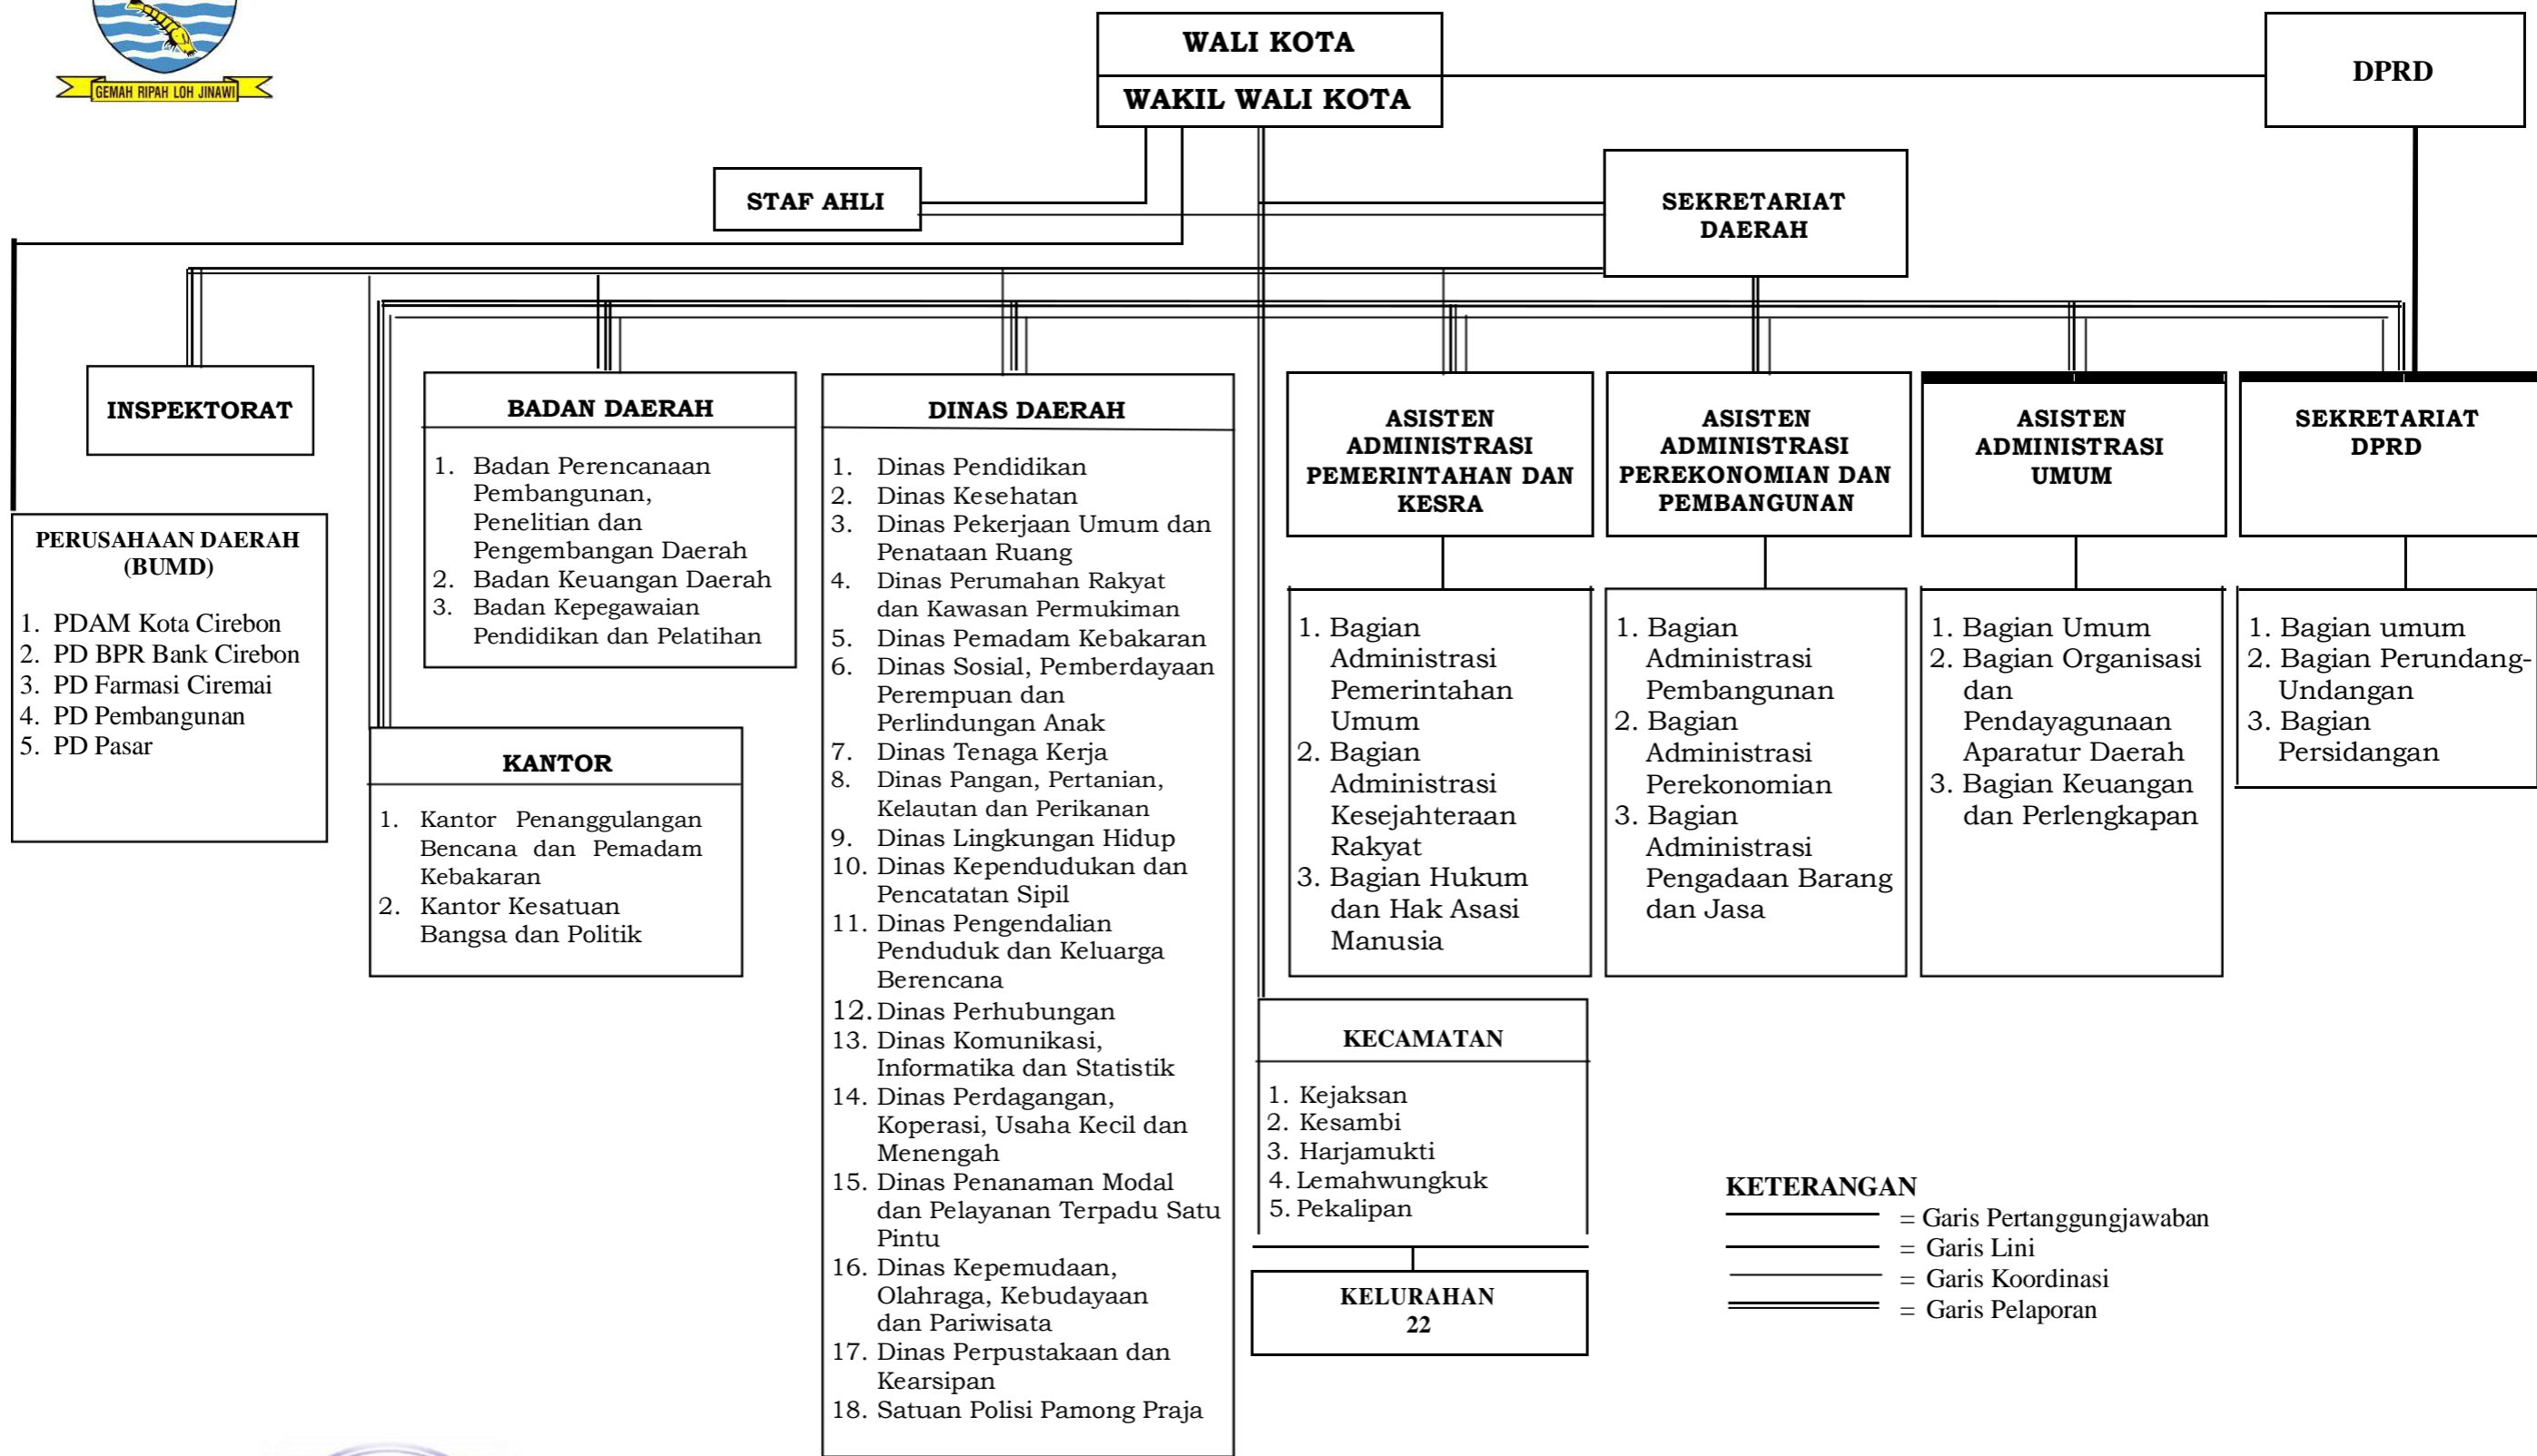 GEMAH RIPAH LOH JINAWI
WALI KOTA
WAKIL WALI KOTA
DPRD
STAF AHLI
SEKRETARIAT
DAERAH
INSPEKTORAT
PERUSAHAAN DAERAH
(BUMD)
1. PDAM Kota Cirebon
2. PD BPR Bank Cirebon
3. PD Farmasi Ciremai
4. PD Pembangunan
5. PD Pasar
BADAN DAERAH
1. Badan Perencanaan
Pembangunan,
Penelitian dan
Pengembangan Daerah
2. Badan Keuangan Daerah
3. Badan Kepegawaian
Pendidikan dan Pelatihan
KANTOR
1. Kantor Penanggulangan
Bencana dan Pemadam
Kebakaran
2. Kantor Kesatuan
Bangsa dan Politik
DINAS DAERAH
1. Dinas Pendidikan
2. Dinas Kesehatan
3. Dinas Pekerjaan Umum dan
Penataan Ruang
4. Dinas Perumahan Rakyat
dan Kawasan Permukiman
5. Dinas Pemadam Kebakaran
6. Dinas Sosial, Pemberdayaan
Perempuan dan
Perlindungan Anak
7. Dinas Tenaga Kerja
8. Dinas Pangan, Pertanian,
Kelautan dan Perikanan
9. Dinas Lingkungan Hidup
10. Dinas Kependudukan dan
Pencatatan Sipil
11. Dinas Pengendalian
Penduduk dan Keluarga
Berencana
12. Dinas Perhubungan
13. Dinas Komunikasi,
Informatika dan Statistik
14. Dinas Perdagangan,
Koperasi, Usaha Kecil dan
Menengah
15. Dinas Penanaman Modal
dan Pelayanan Terpadu Satu
Pintu
16. Dinas Kepemudaan,
Olahraga, Kebudayaan
dan Pariwisata
17. Dinas Perpustakaan dan
Kearsipan
18. Satuan Polisi Pamong Praja
ASISTEN
ADMINISTRASI
PEMERINTAHAN DAN
KESRA
1. Bagian
Administrasi
Pemerintahan
Umum
2. Bagian
Administrasi
Kesejahteraan
Rakyat
3. Bagian Hukum
dan Hak Asasi
Manusia
ASISTEN
ADMINISTRASI
PEREKONOMIAN DAN
PEMBANGUNAN
1. Bagian
Administrasi
Pembangunan
2. Bagian
Administrasi
Perekonomian
3. Bagian
Administrasi
Pengadaan Barang
dan Jasa
ASISTEN
ADMINISTRASI
UMUM
1. Bagian Umum
2. Bagian Organisasi
dan
Pendayagunaan
Aparatur Daerah
3. Bagian Keuangan
dan Perlengkapan
SEKRETARIAT
DPRD
1. Bagian umum
2. Bagian Perundang-
Undangan
3. Bagian
Persidangan
KECAMATAN
1. Kejaksan
2. Kesambi
3. Harjamukti
4. Lemahwungkuk
5. Pekalipan
KELURAHAN
22
KETERANGAN
= Garis Pertanggungjawaban
= Garis Lini
= Garis Koordinasi
= Garis Pelaporan